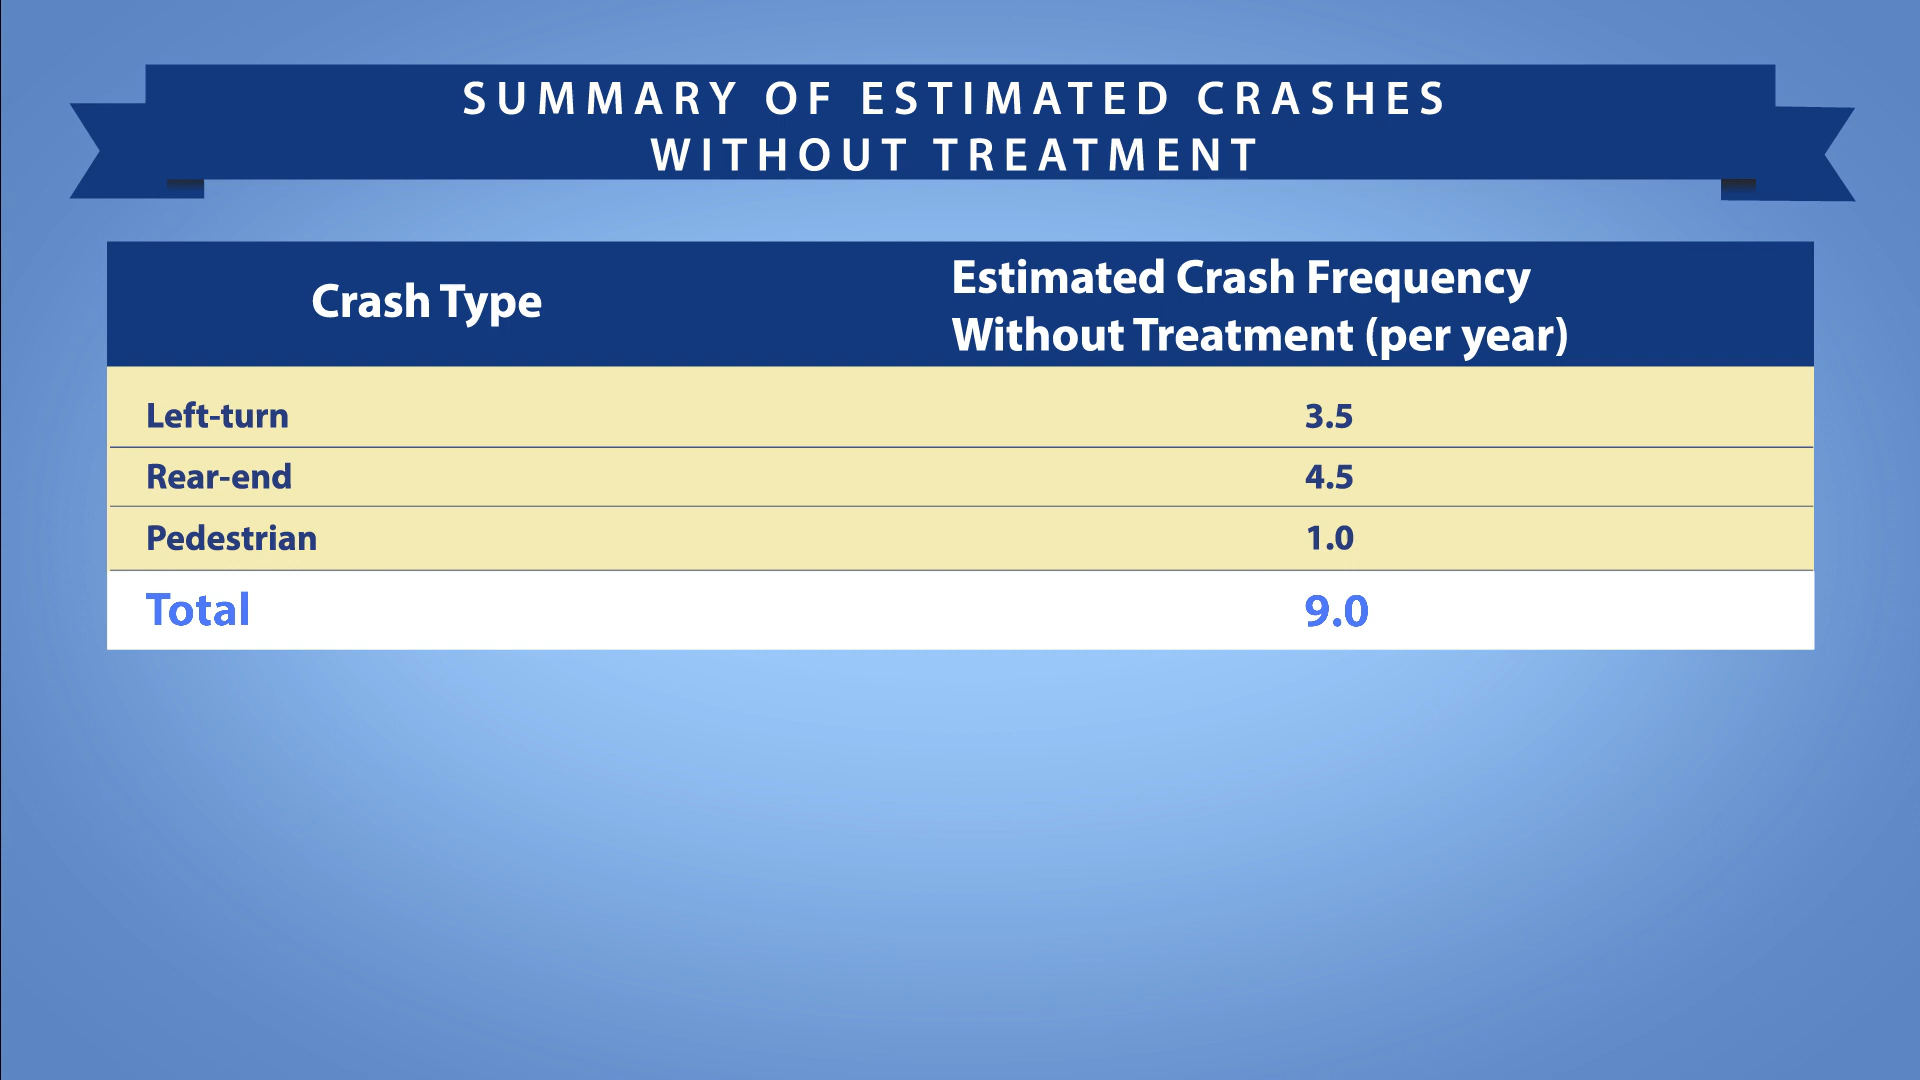 SUMMARY OF ESTIMATED CRASHES
WITHOUT TREATMENT
Crash Type
Estimated Crash Frequency
Without Treatment (per year)
Left-turn 3.5
Rear-end 4.5
Pedestrian 1.0
Total 9.0